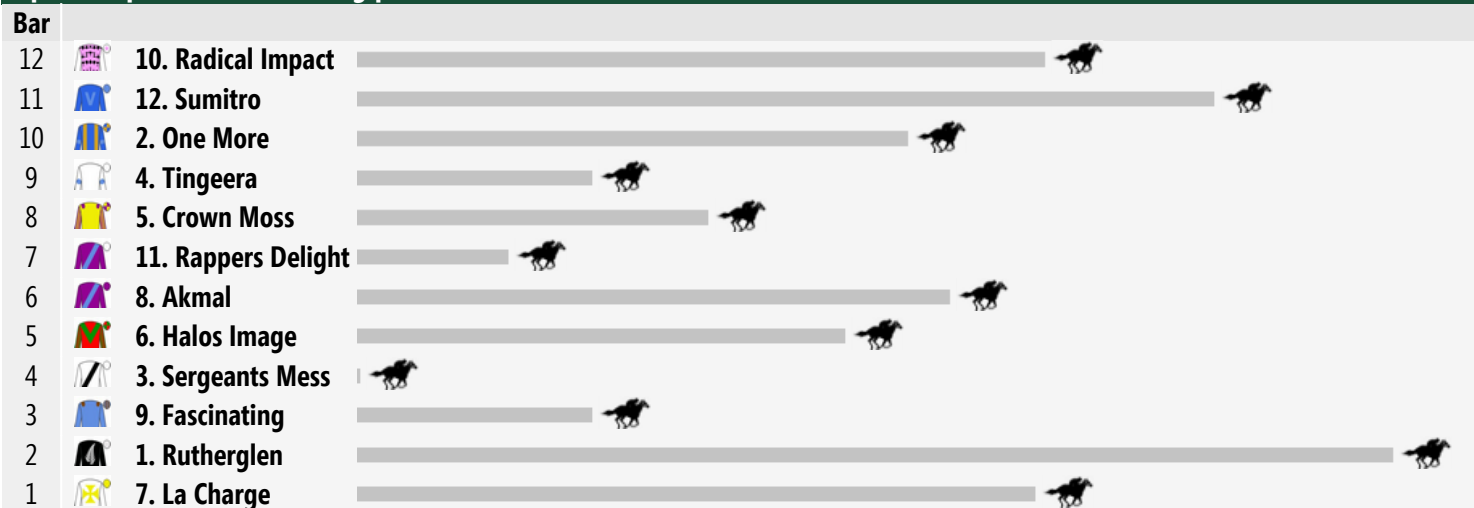 Bar
12 10. Radical Impact
11 V 12. Sumitro
10 2. One More
9 4. Tingeera
8 5. Crown Moss
7 11. Rappers Delight
6 8. Akmal
5 6. Halos Image
4 3. Sergeants Mess
3 9. Fascinating
2 1. Rutherglen
1 7. La Charge